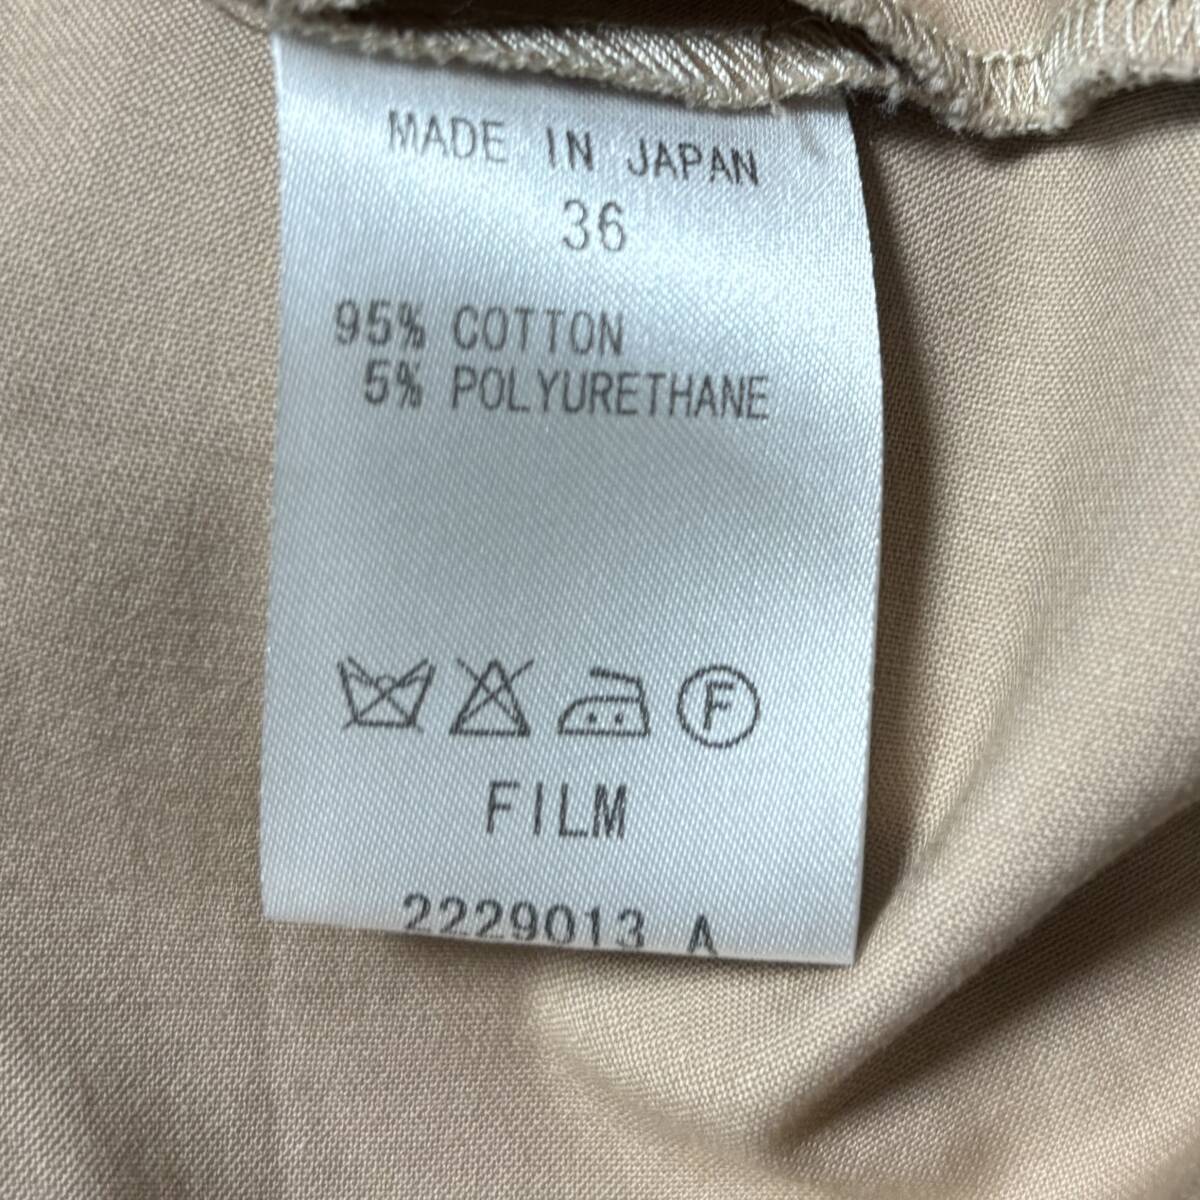 MADE IN JAPAN
36
95% COTTON
5% POLYURETHANE
F
FILM
2229013 A